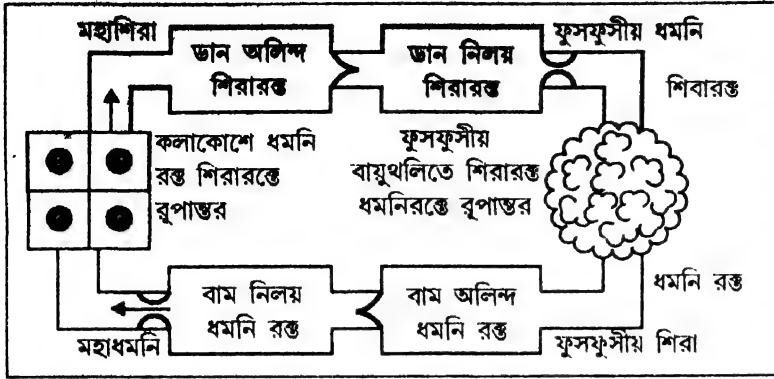 মহাশিরা
ডান অলিন্দ
শিরারক্ত
ডান নিলয়
শিরারক্ত
ফুসফুসীয় ধমনি
শিবারক্ত
কলাকোশে ধমনি
রক্ত শিরারক্তে
রূপান্তর
ফুসফুসীয়
বায়ুথলিতে শিরারক্ত
ধমনিরক্তে রূপান্তর
ধমনি রক্ত
বাম নিলয়
ধমনি রক্ত
বাম অলিন্দ
ধমনি রক্ত
মহাধমনি
ফুসফুসীয় শিরা